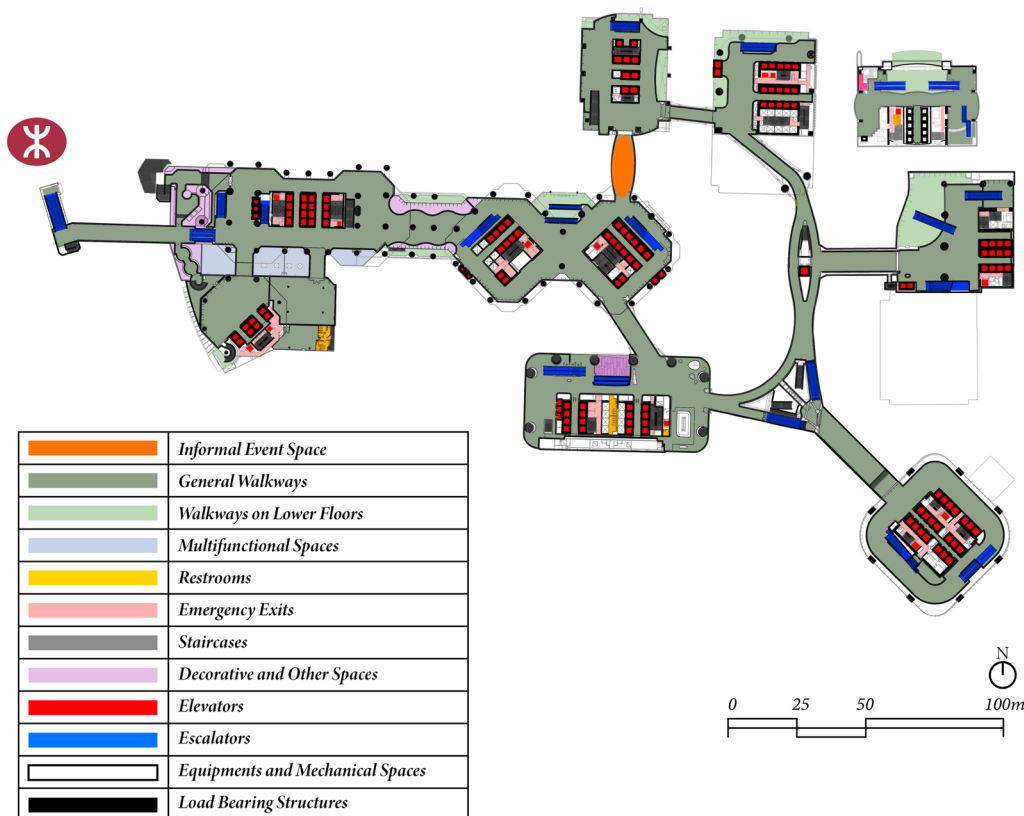 Informal Event Space
General Walkways
Walkways on Lower Floors
Multifunctional Spaces
Restrooms
Emergency Exits
Staircases
Decorative and Other Spaces
Elevators
Escalators
Equipments and Mechanical Spaces
Load Bearing Structures
N
0 25 50 100m